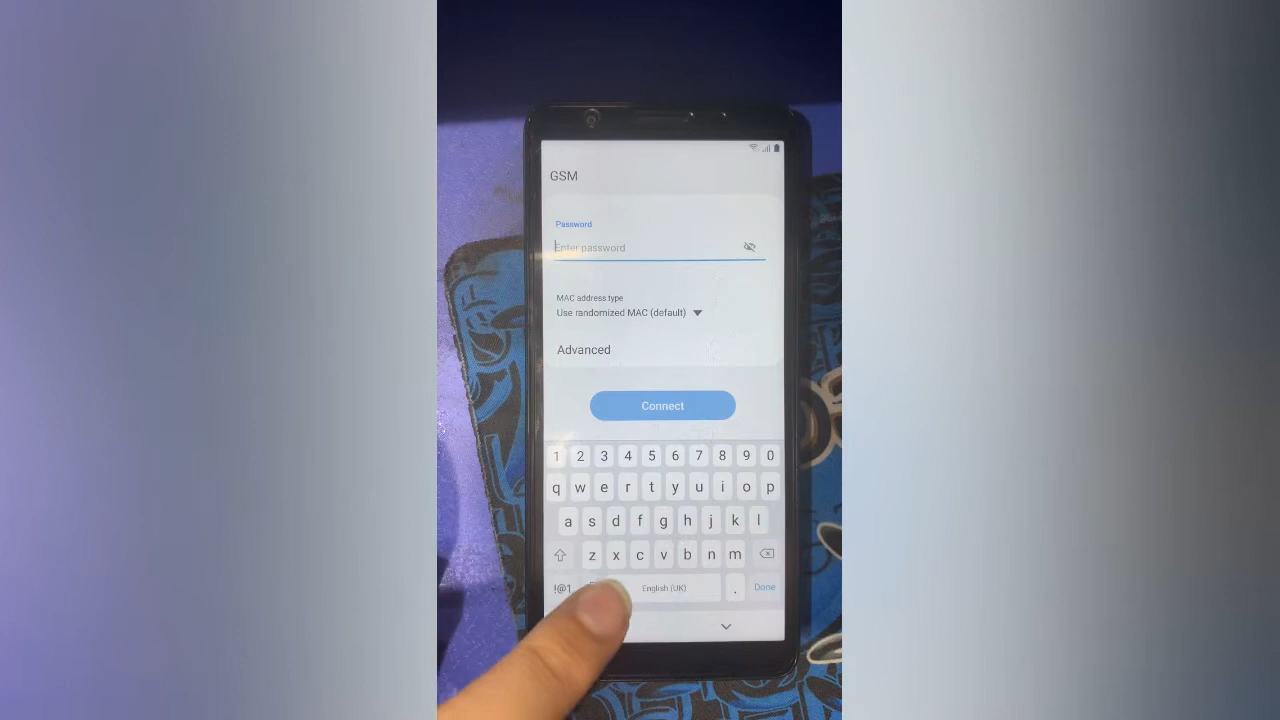 GSM
Password
Enter password
MAC address type
Use randomized MAC (default)
Advanced
Connect
1 2 3 4 5 6 7 8 9 0
q w e r t y u i o p
a s d f g h j k l
z x c v b n m
!@1 English (UK) . Done